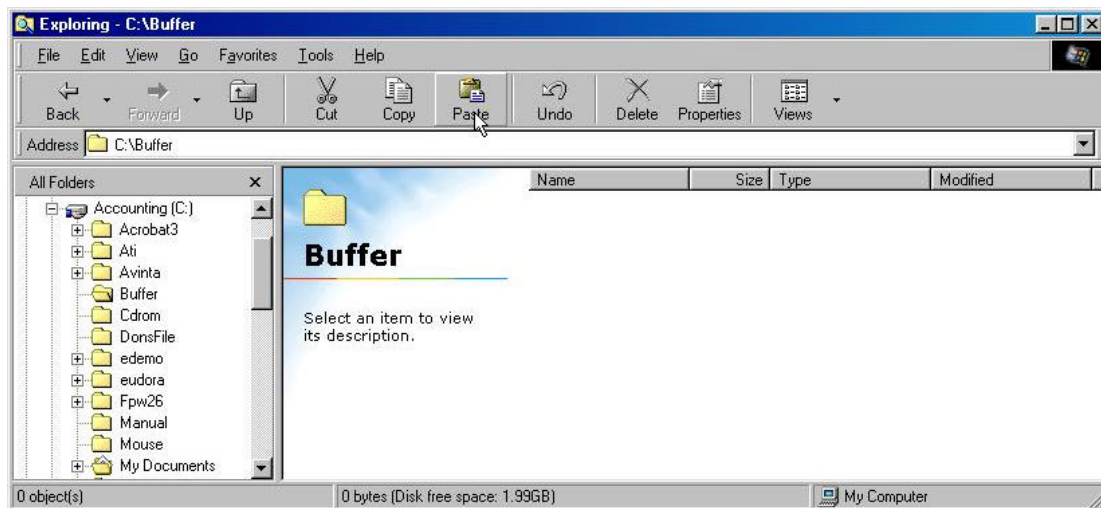 Exploring - C:\Buffer
File Edit View Go Favorites Tools Help
Back Forward Up Cut Copy Paste Undo Delete Properties Views
Address C:\Buffer
All Folders
Name Size Type Modified
Accounting (C:)
Acrobat3
Ati
Avinta
Buffer
Cdrom
DonsFile
edemo
eudora
Fpw26
Manual
Mouse
My Documents
Buffer
Select an item to view
its description.
0 object(s) 0 bytes (Disk free space: 1.99GB) My Computer